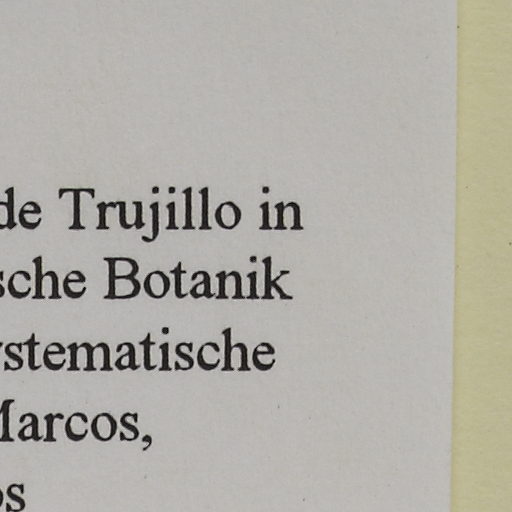 de Trujillo in
sche Botanik
ystematische
Marcos,
os